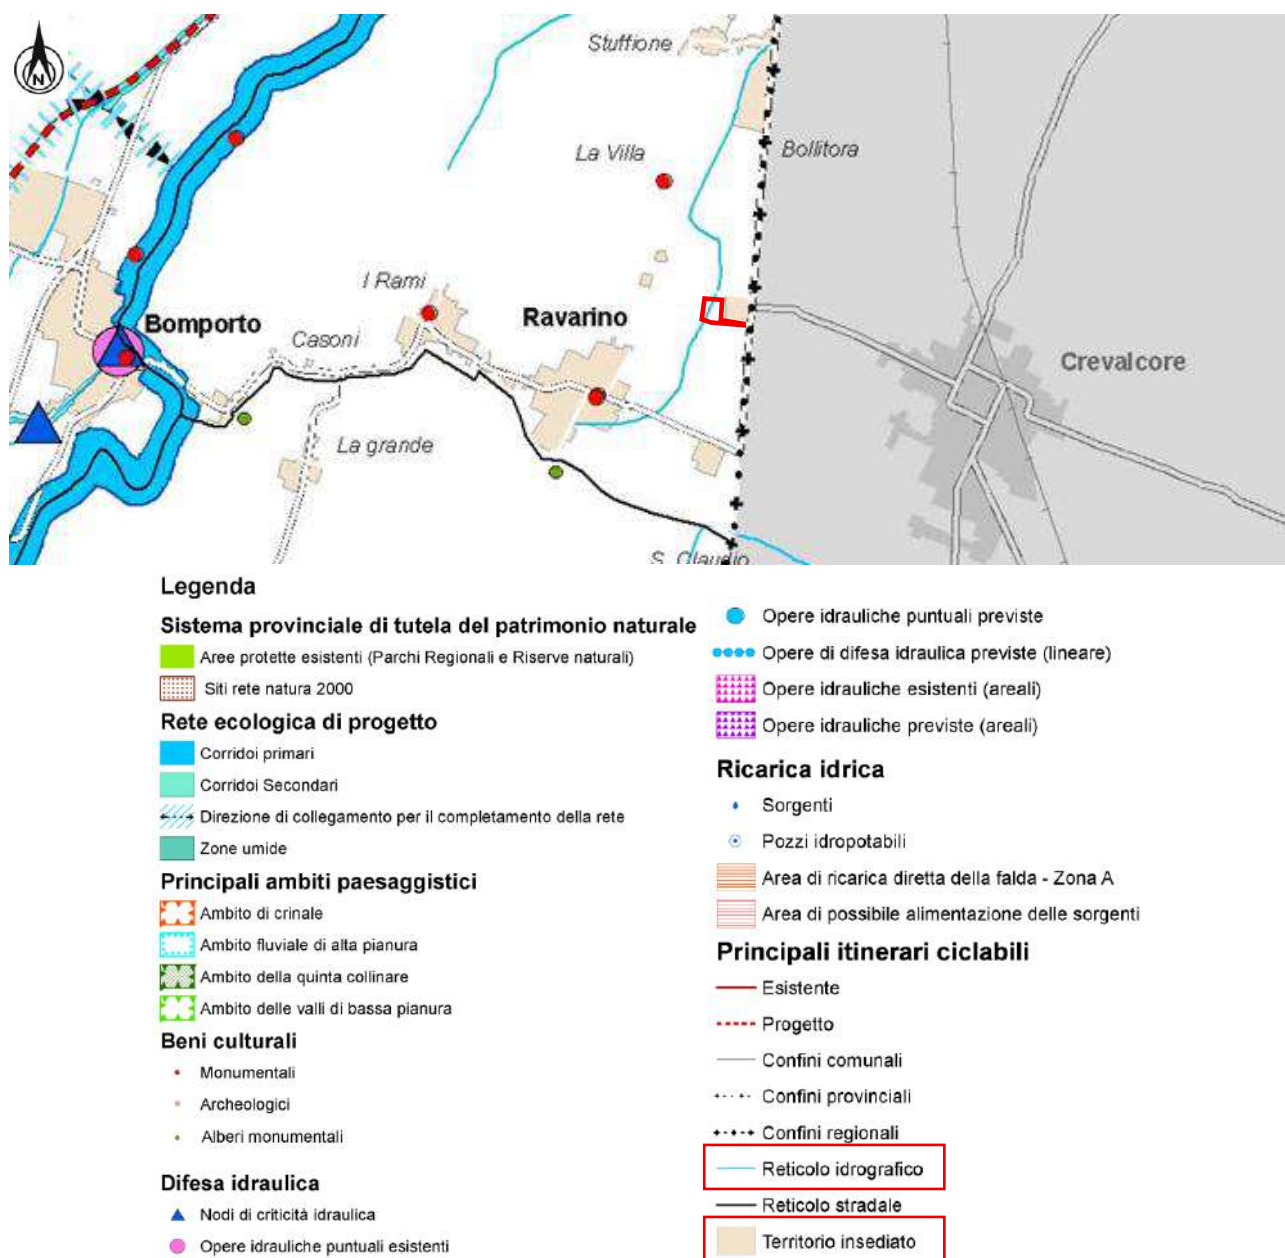 N
Stuffione
La Villa
Bollitora
I Rami
Bomporto
Ravarino
Casoni
Crevalcore
La grande
S. Claudio
Legenda
Sistema provinciale di tutela del patrimonio naturale
Aree protette esistenti (Parchi Regionali e Riserve naturali)
Siti rete natura 2000
Rete ecologica di progetto
Corridoi primari
Corridoi Secondari
Direzione di collegamento per il completamento della rete
Zone umide
Principali ambiti paesaggistici
Ambito di crinale
Ambito fluviale di alta pianura
Ambito della quinta collinare
Ambito delle valli di bassa pianura
Beni culturali
Monumentali
Archeologici
Alberi monumentali
Difesa idraulica
Nodi di criticità idraulica
Opere idrauliche puntuali esistenti
Opere idrauliche puntuali previste
Opere di difesa idraulica previste (lineare)
Opere idrauliche esistenti (areali)
Opere idrauliche previste (areali)
Ricarica idrica
Sorgenti
Pozzi idropotabili
Area di ricarica diretta della falda - Zona A
Area di possibile alimentazione delle sorgenti
Principali itinerari ciclabili
Esistente
Progetto
Confini comunali
Confini provinciali
Confini regionali
Reticolo idrografico
Reticolo stradale
Territorio insediato